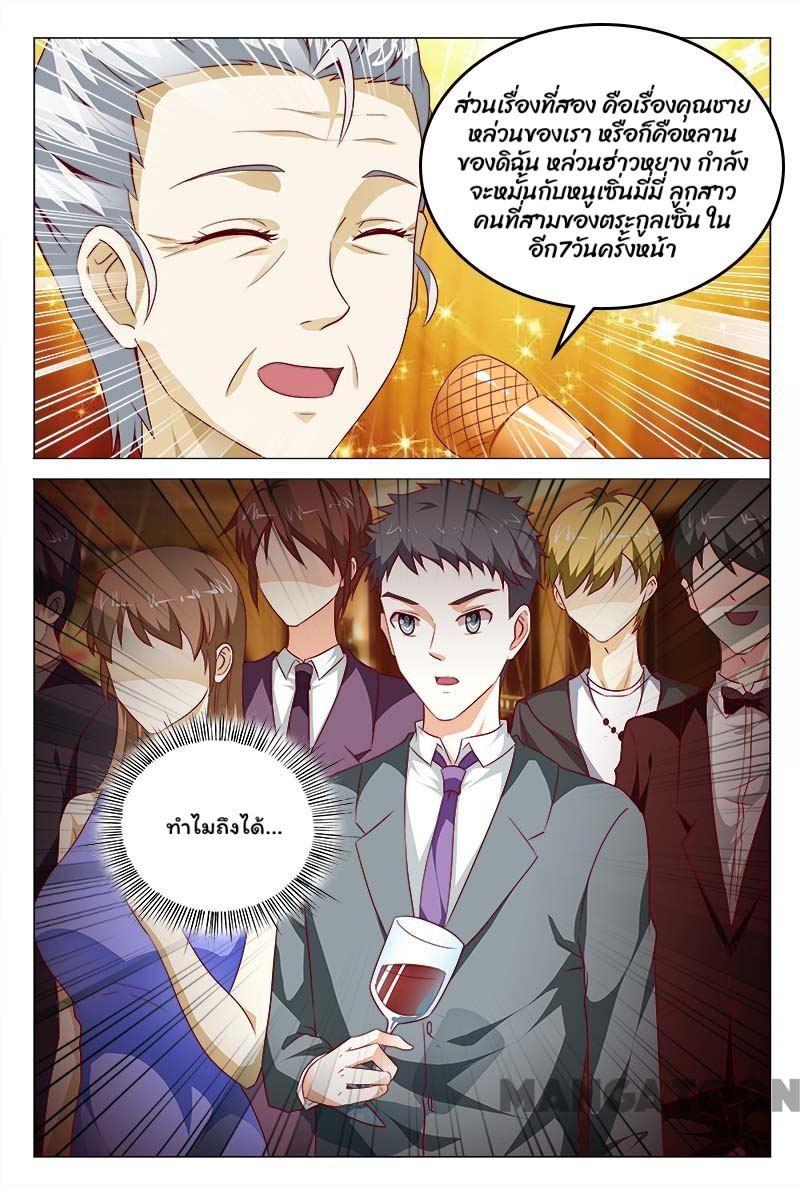 ส่วนเรื่องที่สอง คือเรื่องคุณชาย
หล่วนของเรา หรือก็คือหลาน
ของดิฉัน หล่วนฮ่าวหยาง กำลัง
จะหมั้นกับหนูเซิ่นมี่มี่ ลูกสาว
คนที่สามของตระกูลเซิ่น ใน
อีก7วันครั้งหน้า
ทำไมถึงได้...
MANGATOON